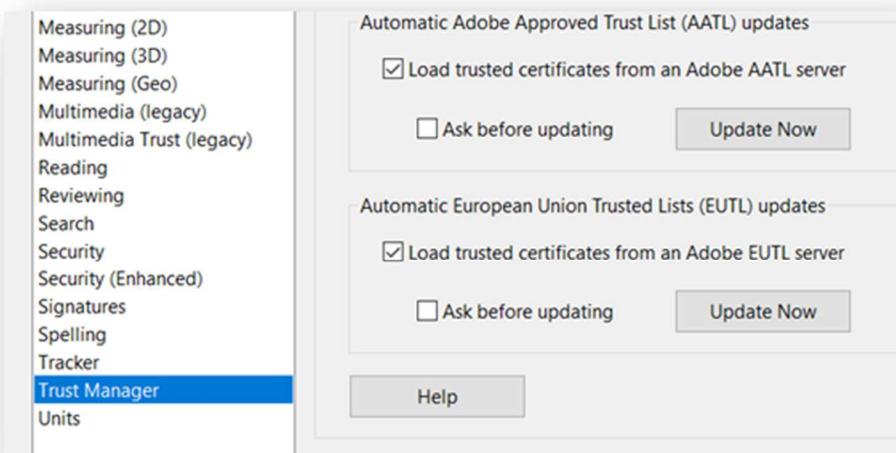 Measuring (2D)
Measuring (3D)
Measuring (Geo)
Multimedia (legacy)
Multimedia Trust (legacy)
Reading
Reviewing
Search
Security
Security (Enhanced)
Signatures
Spelling
Tracker
Trust Manager
Units
Automatic Adobe Approved Trust List (AATL) updates
Load trusted certificates from an Adobe AATL server
Ask before updating
Update Now
Automatic European Union Trusted Lists (EUTL) updates
Load trusted certificates from an Adobe EUTL server
Ask before updating
Update Now
Help